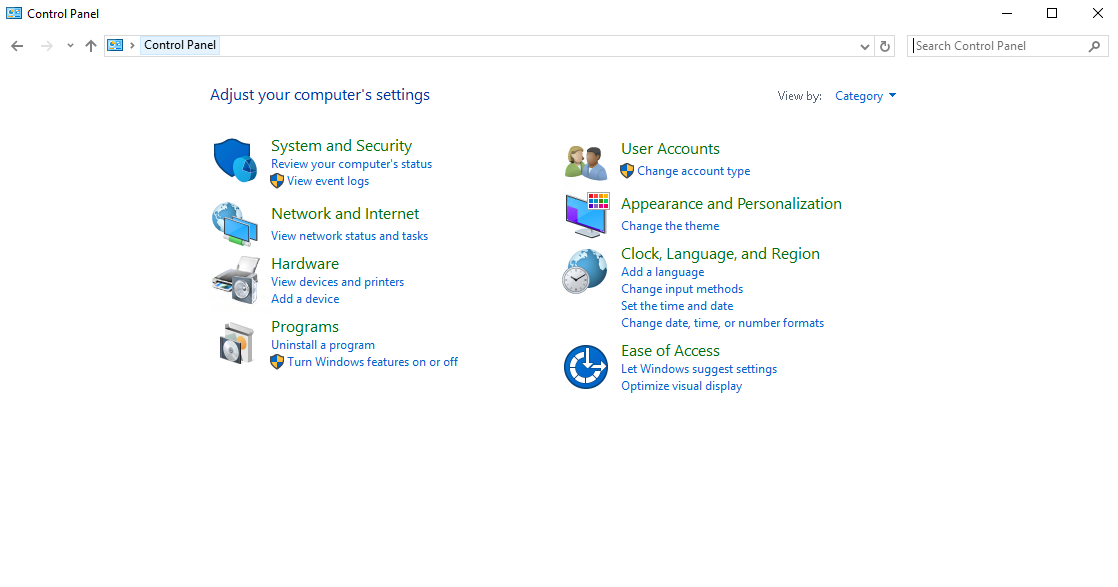 Control Panel
Control Panel
Search Control Panel
Adjust your computer's settings
View by: Category
System and Security
Review your computer's status
View event logs
Network and Internet
View network status and tasks
Hardware
View devices and printers
Add a device
Programs
Uninstall a program
Turn Windows features on or off
User Accounts
Change account type
Appearance and Personalization
Change the theme
Clock, Language, and Region
Add a language
Change input methods
Set the time and date
Change date, time, or number formats
Ease of Access
Let Windows suggest settings
Optimize visual display